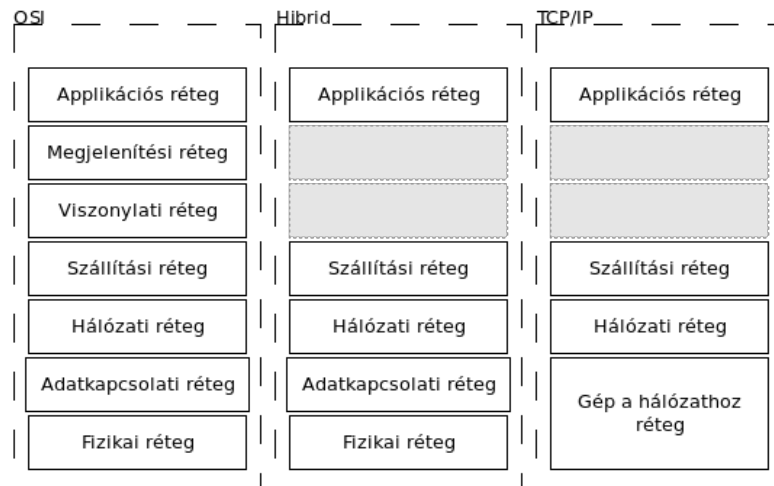 OSI
Applikációs réteg
Megjelenítési réteg
Viszonylati réteg
Szállítási réteg
Hálózati réteg
Adatkapcsolati réteg
Fizikai réteg
Hibrid
Applikációs réteg
Szállítási réteg
Hálózati réteg
Adatkapcsolati réteg
Fizikai réteg
TCP/IP
Applikációs réteg
Szállítási réteg
Hálózati réteg
Gép a hálózathoz
réteg